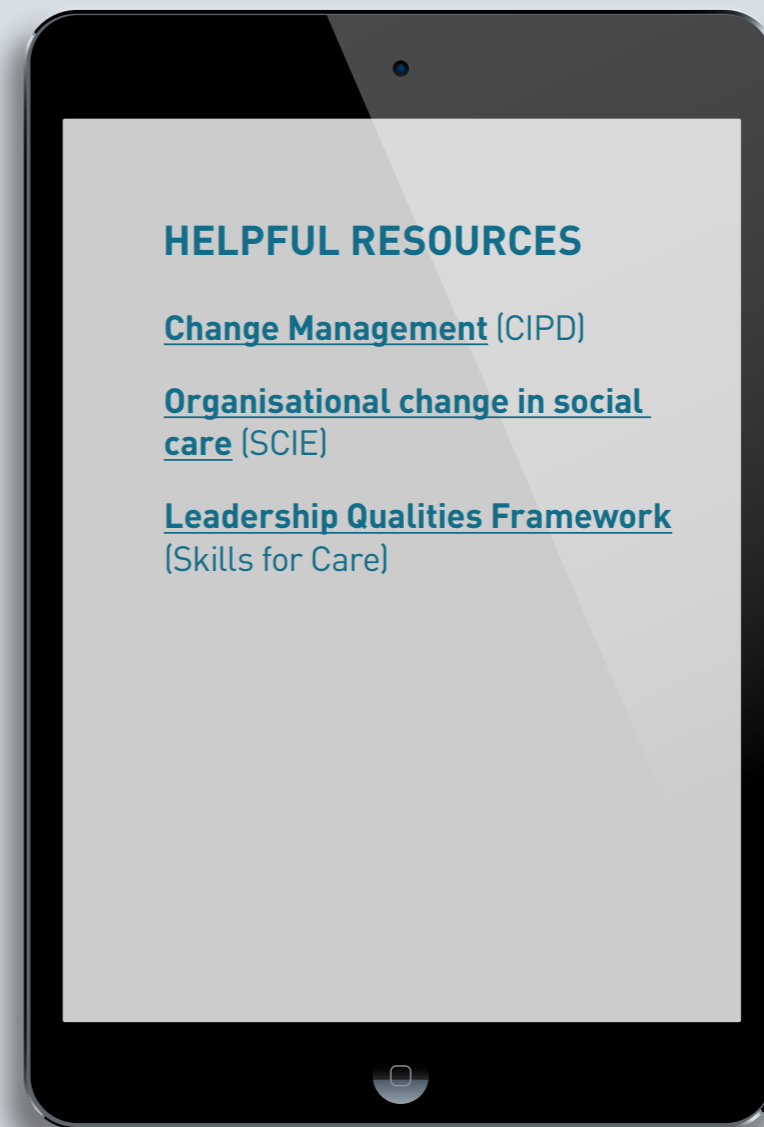 HELPFUL RESOURCES
Change Management (CIPD)
Organisational change in social
care (SCIE)
Leadership Qualities Framework
(Skills for Care)